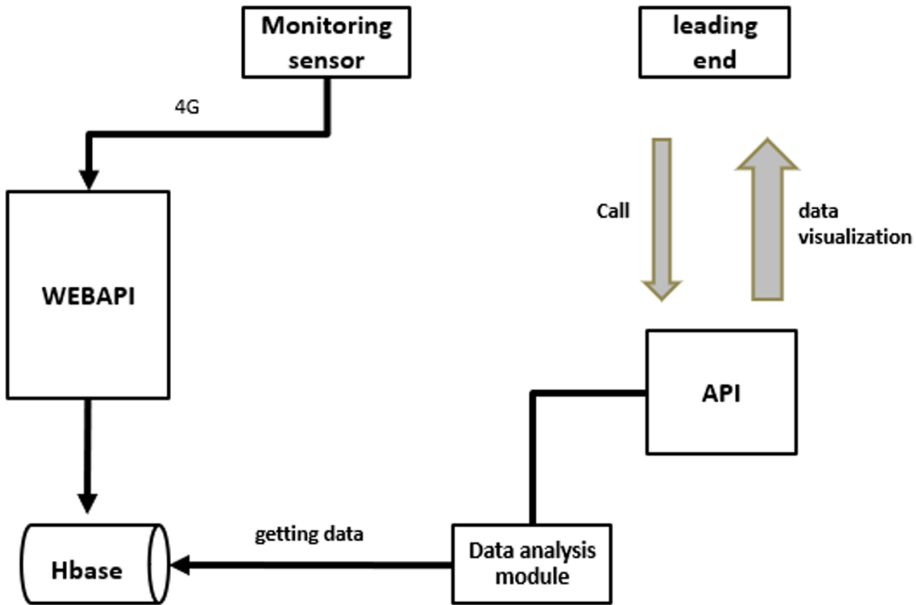 Monitoring
sensor
leading
end
4G
Call
data
visualization
WEBAPI
API
getting data
Hbase
Data analysis
module